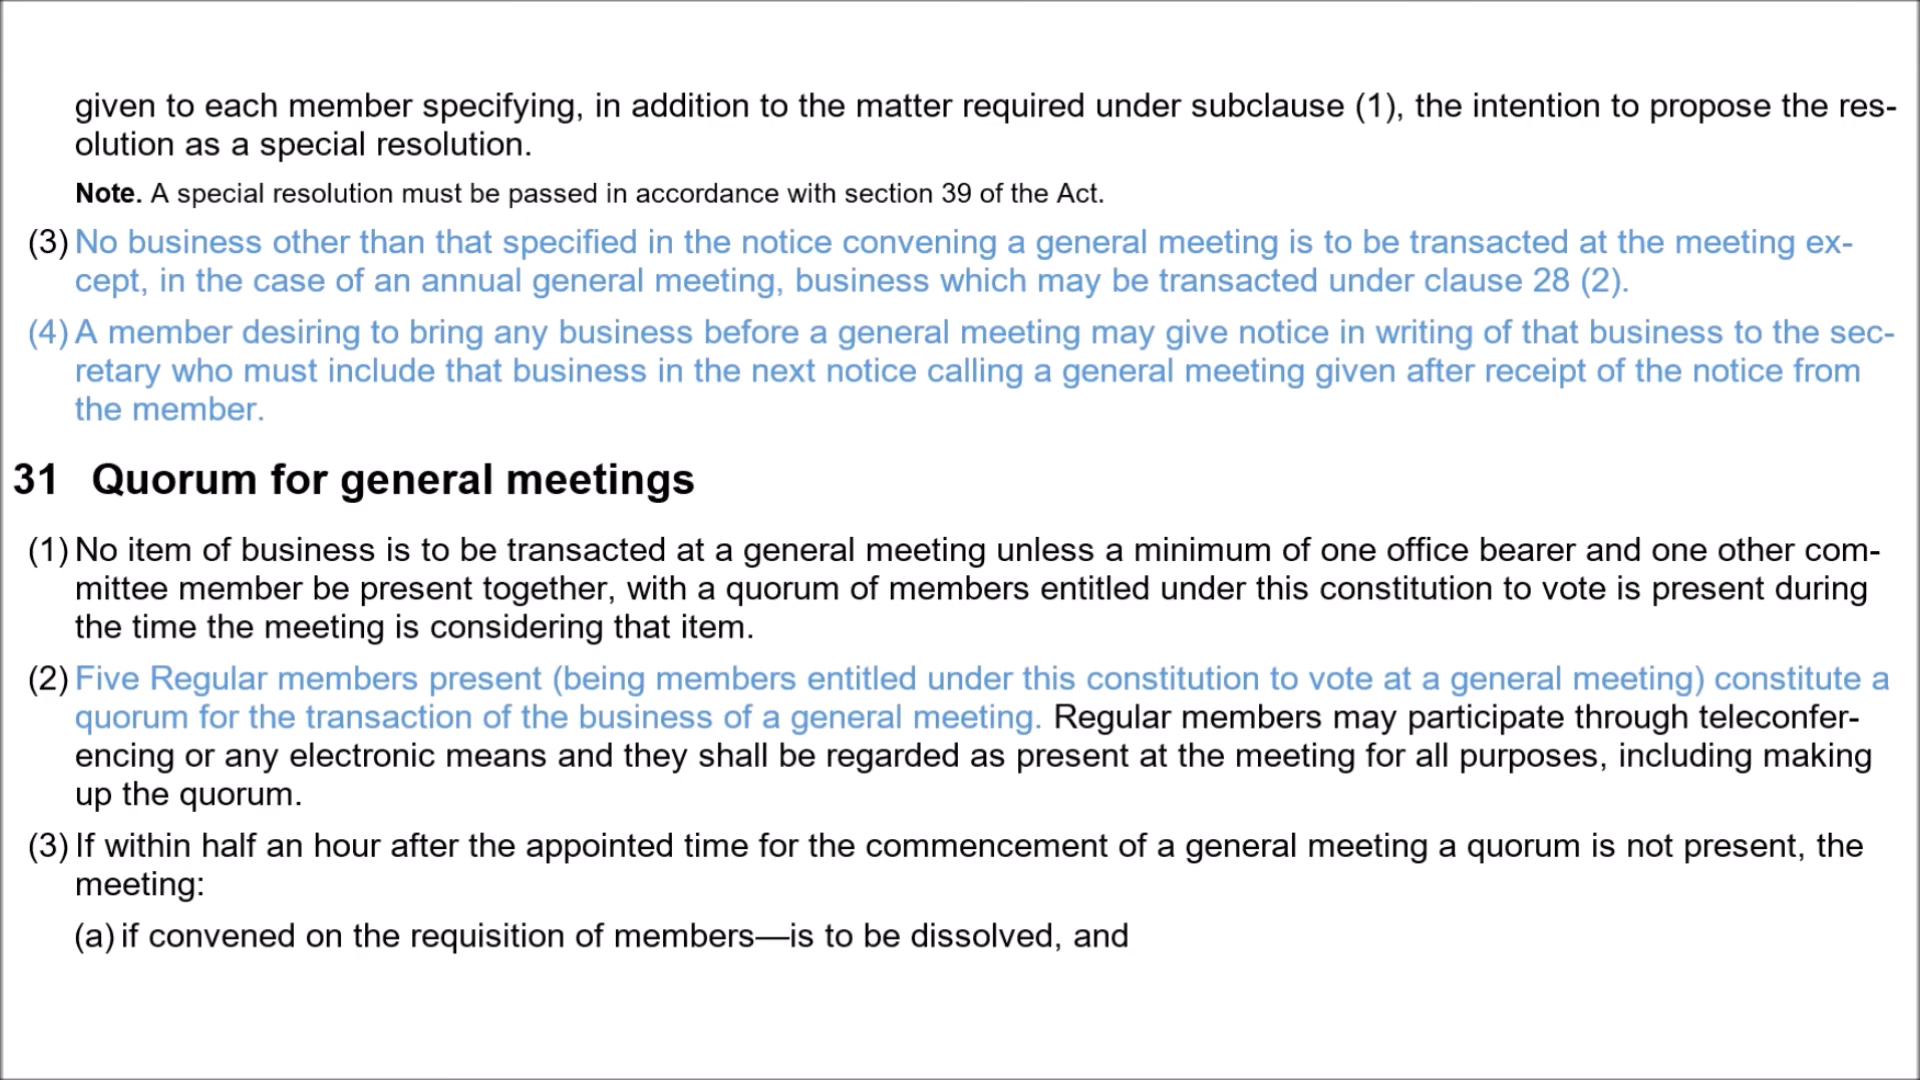 given to each member specifying, in addition to the matter required under subclause (1), the intention to propose the res-
olution as a special resolution.
Note. A special resolution must be passed in accordance with section 39 of the Act.
(3) No business other than that specified in the notice convening a general meeting is to be transacted at the meeting ex-
cept, in the case of an annual general meeting, business which may be transacted under clause 28 (2).
(4) A member desiring to bring any business before a general meeting may give notice in writing of that business to the sec-
retary who must include that business in the next notice calling a general meeting given after receipt of the notice from
the member.
31 Quorum for general meetings
(1) No item of business is to be transacted at a general meeting unless a minimum of one office bearer and one other com-
mittee member be present together, with a quorum of members entitled under this constitution to vote is present during
the time the meeting is considering that item.
(2) Five Regular members present (being members entitled under this constitution to vote at a general meeting) constitute a
quorum for the transaction of the business of a general meeting. Regular members may participate through teleconfer-
encing or any electronic means and they shall be regarded as present at the meeting for all purposes, including making
up the quorum.
(3) If within half an hour after the appointed time for the commencement of a general meeting a quorum is not present, the
meeting:
(a) if convened on the requisition of members—is to be dissolved, and